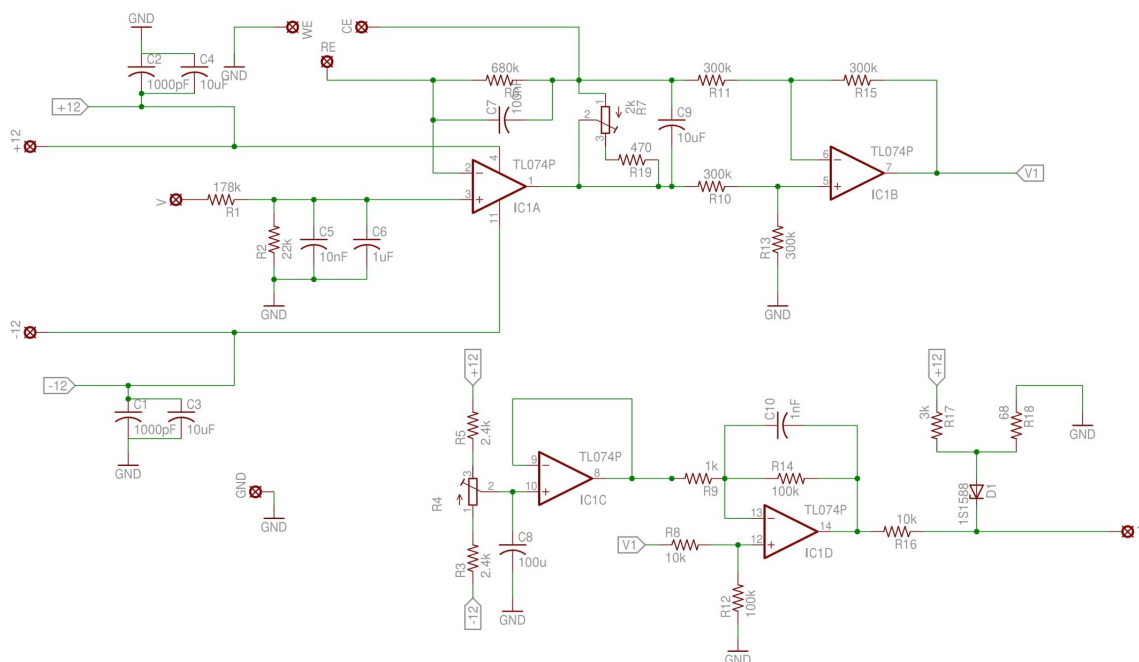 GND
C2
1000pF
C4
10uF
GND
WE
CE
RE
+12
+12
680k
R6
C7
100nF
1
2
3
2k
R7
470
R19
C9
10uF
300k
R11
300k
R15
TL074P
2
3
4
11
1
IC1A
300k
R10
R13
300k
GND
TL074P
6
5
7
IC1B
V1
V
178k
R1
R2
22k
C5
10nF
C6
1uF
GND
-12
-12
C1
1000pF
C3
10uF
GND
GND
GND
+12
R5
2.4k
R4
3
2
1
R3
2.4k
-12
C8
100u
GND
TL074P
9
10
8
IC1C
1k
R9
C10
1nF
R14
100k
TL074P
13
12
14
IC1D
V1
R8
10k
R12
100k
GND
10k
R16
+12
3k
R17
68
R18
GND
1S1588
D1